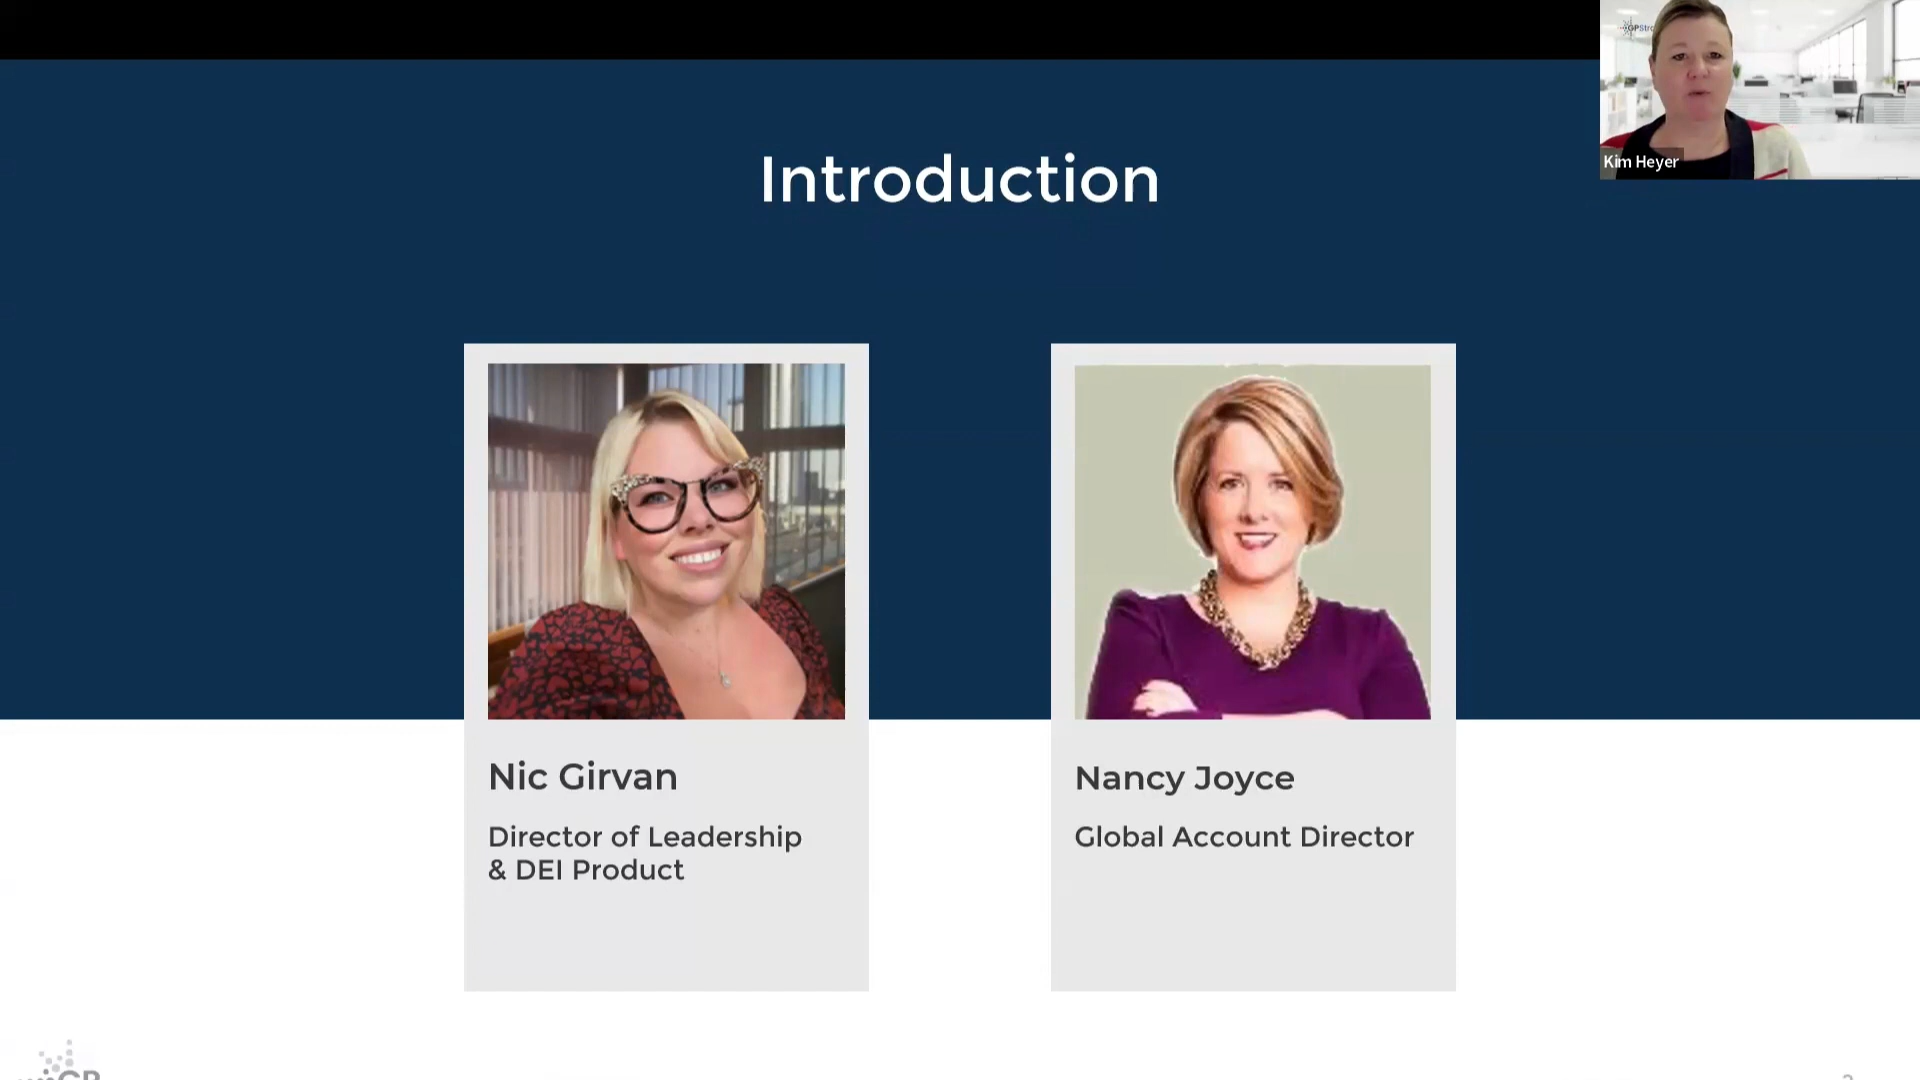 Introduction
Kim Heyer
Nic Girvan
Director of Leadership
& DEI Product
Nancy Joyce
Global Account Director